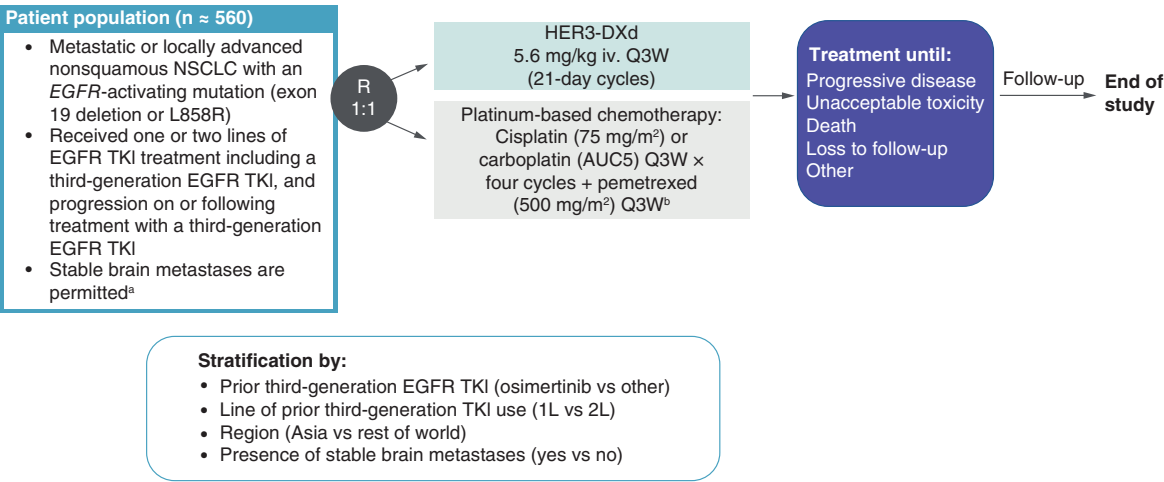 Patient population (n ≈ 560)
• Metastatic or locally advanced
nonsquamous NSCLC with an
EGFR-activating mutation (exon
19 deletion or L858R)
• Received one or two lines of
EGFR TKI treatment including a
third-generation EGFR TKI, and
progression on or following
treatment with a third-generation
EGFR TKI
• Stable brain metastases are
permittedᵃ
R
1:1
HER3-DXd
5.6 mg/kg iv. Q3W
(21-day cycles)
Platinum-based chemotherapy:
Cisplatin (75 mg/m²) or
carboplatin (AUC5) Q3W ×
four cycles + pemetrexed
(500 mg/m²) Q3Wᵇ
Treatment until:
Progressive disease
Unacceptable toxicity
Death
Loss to follow-up
Other
Follow-up
End of
study
Stratification by:
• Prior third-generation EGFR TKI (osimertinib vs other)
• Line of prior third-generation TKI use (1L vs 2L)
• Region (Asia vs rest of world)
• Presence of stable brain metastases (yes vs no)